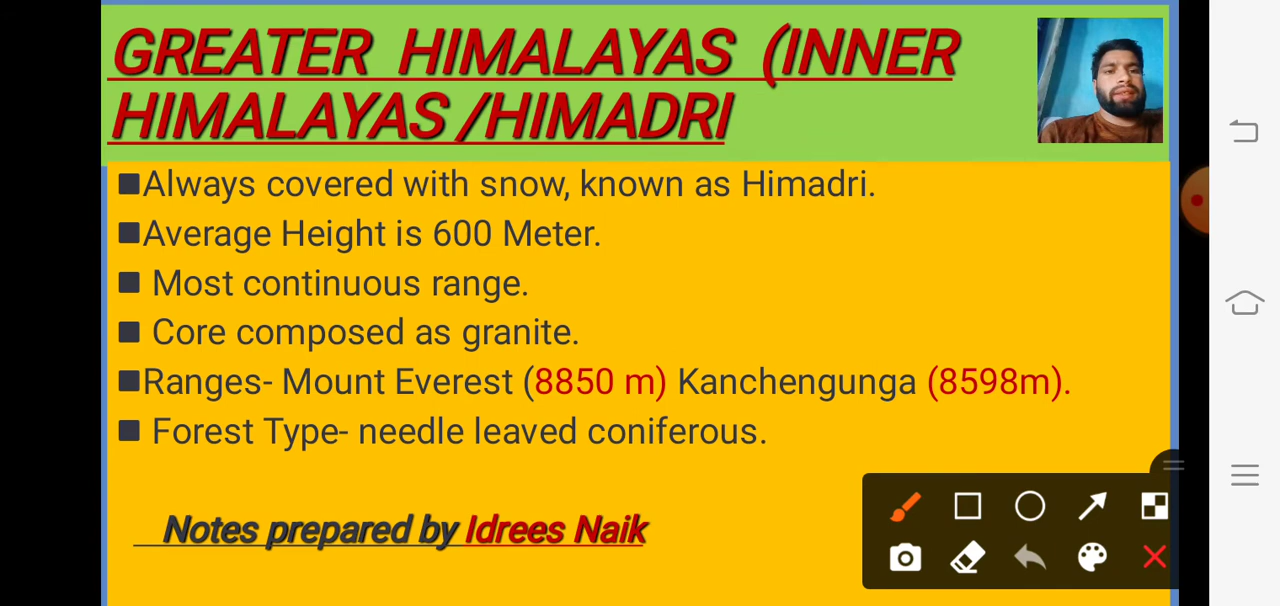 GREATER HIMALAYAS (INNER
HIMALAYAS /HIMADRI
■Always covered with snow, known as Himadri.
■Average Height is 600 Meter.
■ Most continuous range.
■ Core composed as granite.
■Ranges- Mount Everest (8850 m) Kanchengunga (8598m).
■ Forest Type- needle leaved coniferous.
Notes prepared by Idrees Naik